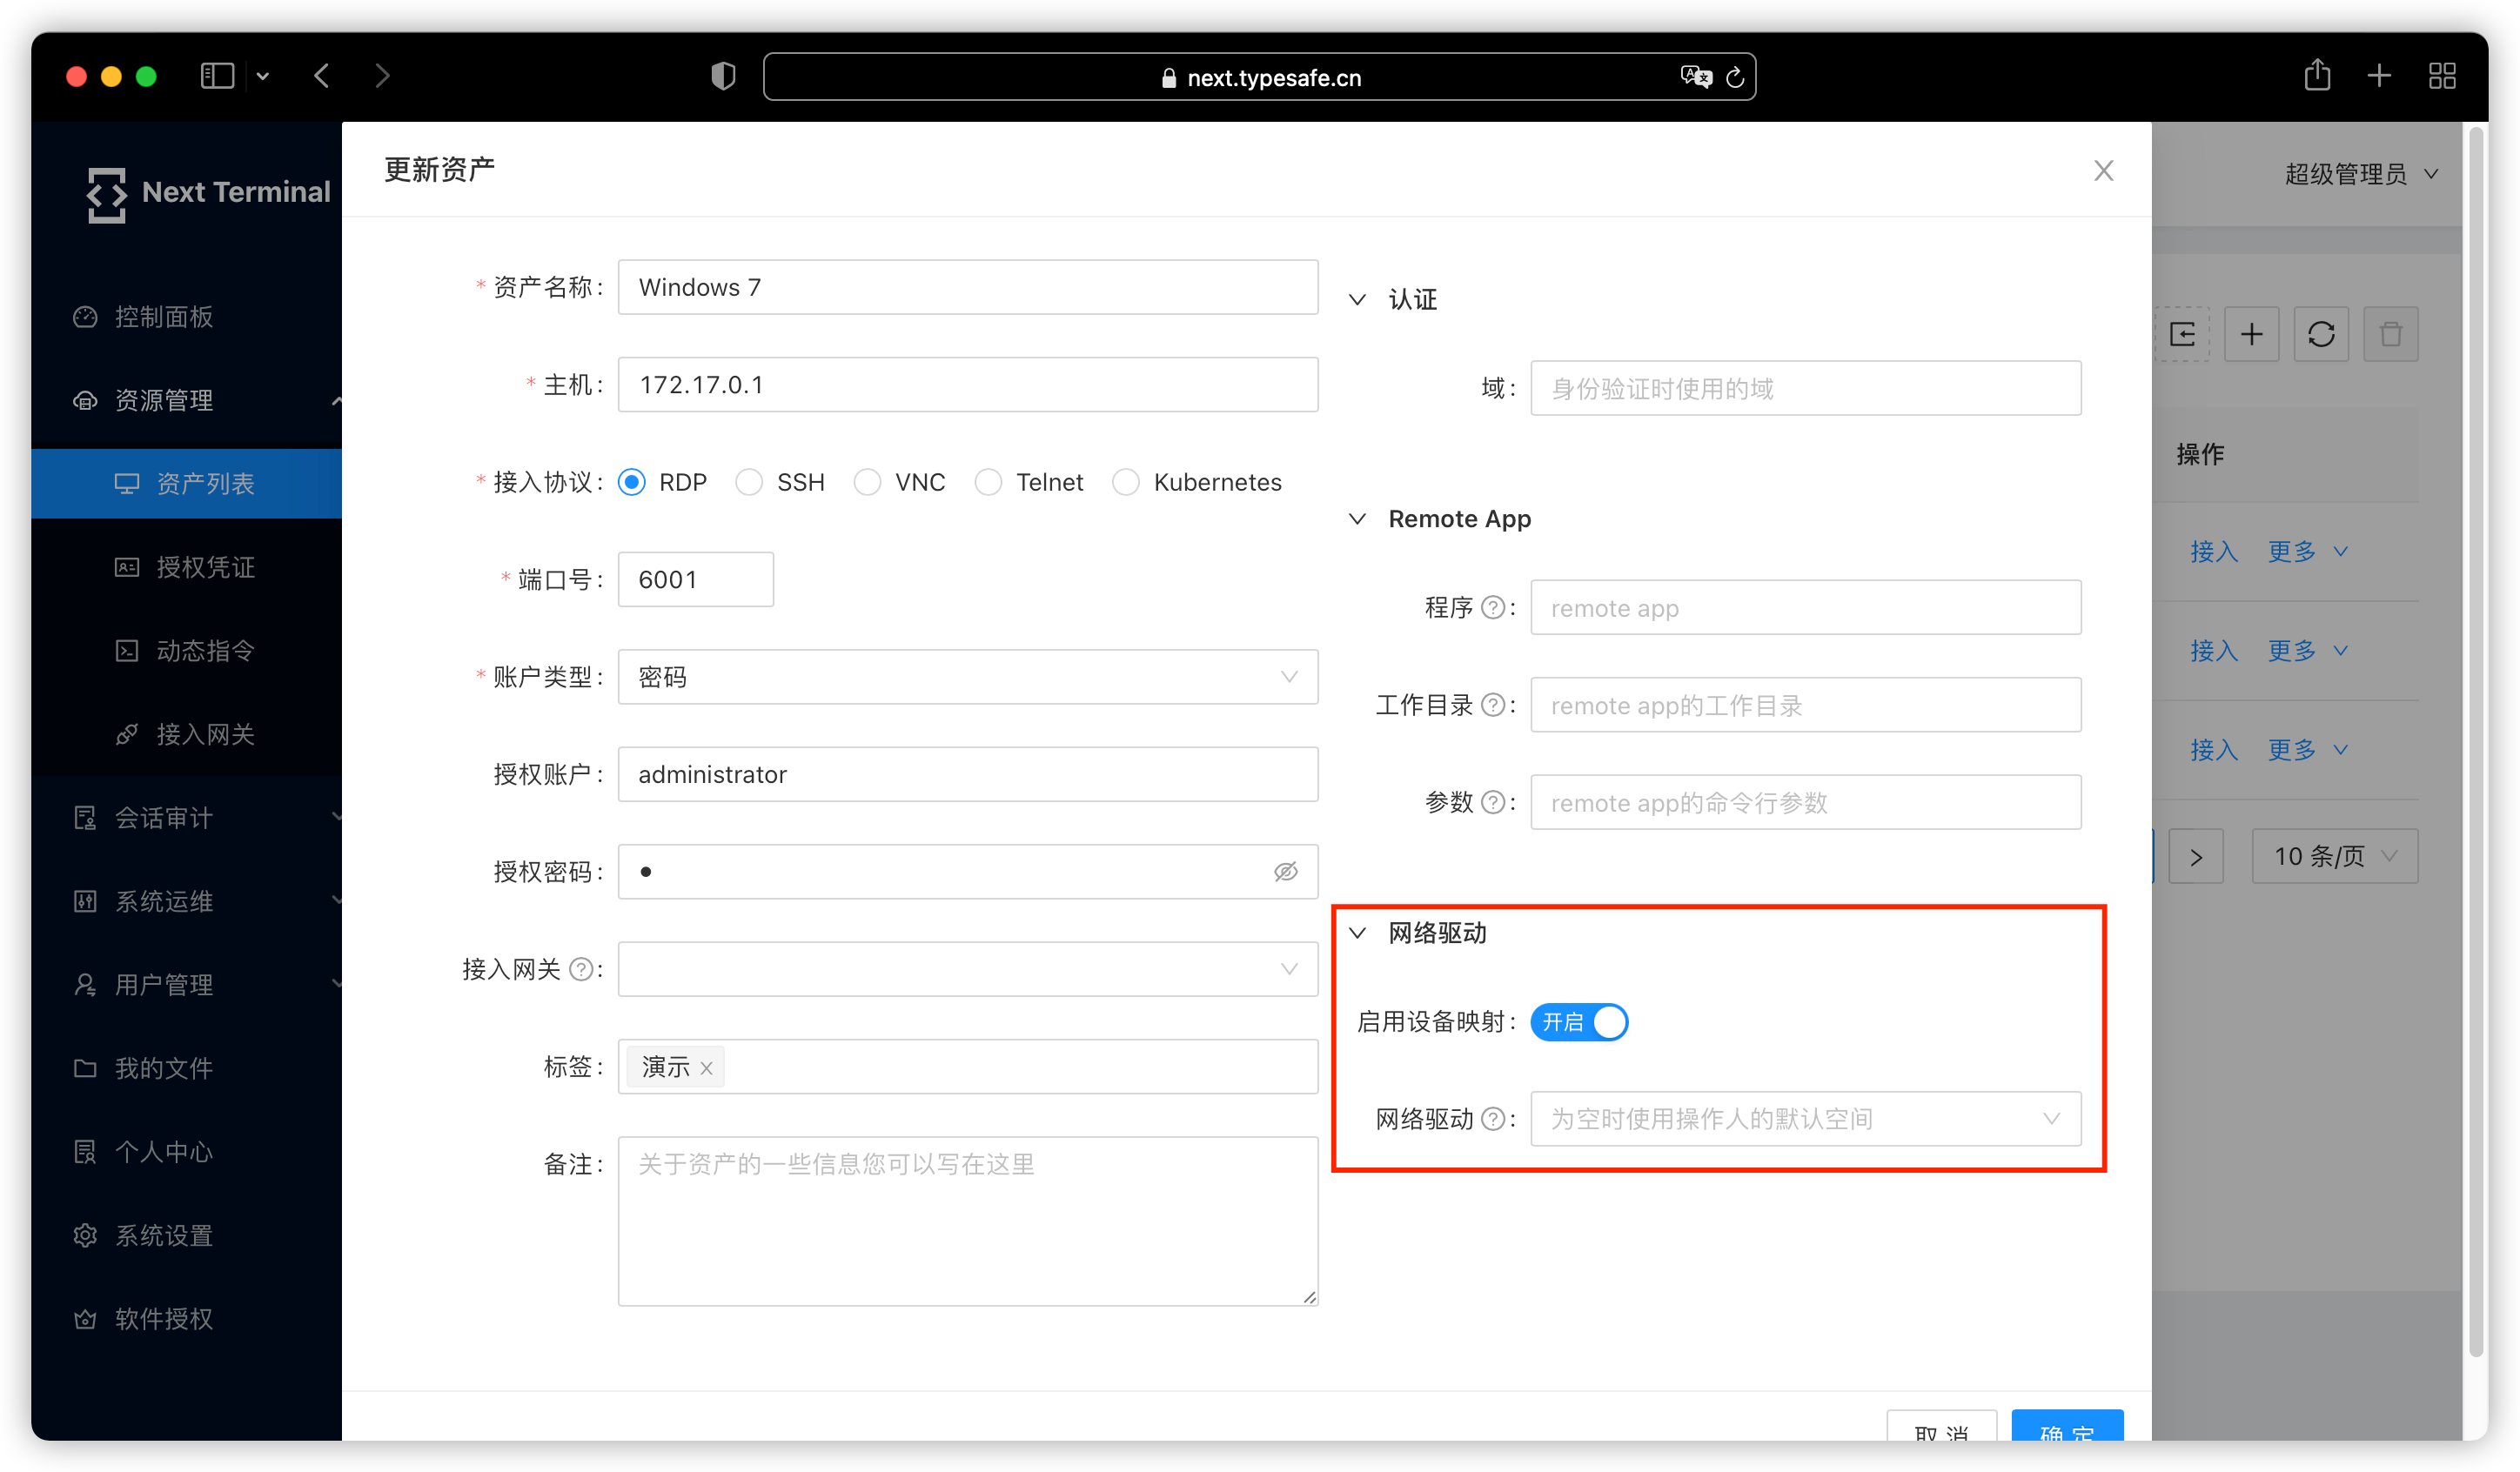 next.typesafe.cn
Next Terminal
控制面板
资源管理
资产列表
授权凭证
动态指令
接入网关
会话审计
系统运维
用户管理
我的文件
个人中心
系统设置
软件授权
更新资产
* 资产名称: Windows 7
* 主机: 172.17.0.1
* 接入协议: RDP SSH VNC Telnet Kubernetes
* 端口号: 6001
* 账户类型: 密码
授权账户: administrator
授权密码: •
接入网关 ? :
标签: 演示
备注: 关于资产的一些信息您可以写在这里
认证
域: 身份验证时使用的域
Remote App
程序 ? : remote app
工作目录 ? : remote app的工作目录
参数 ? : remote app的命令行参数
网络驱动
启用设备映射: 开启
网络驱动 ? : 为空时使用操作人的默认空间
取 消 确 定
超级管理员
操作
接入 更多
接入 更多
接入 更多
10 条/页